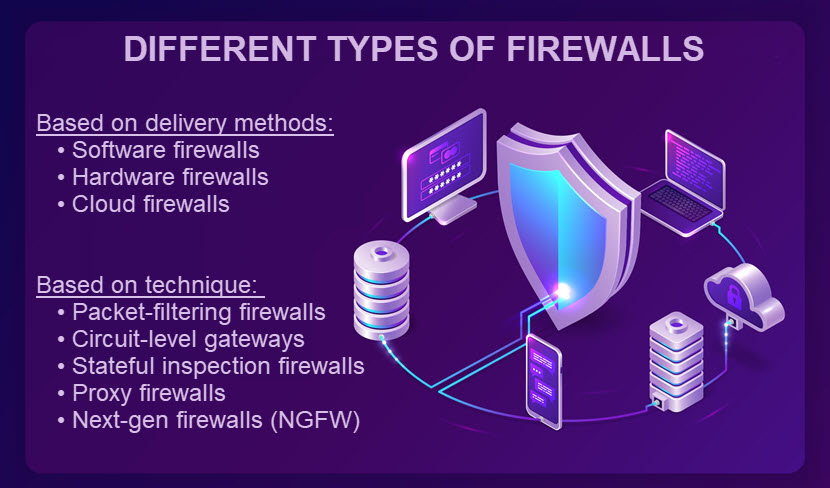 DIFFERENT TYPES OF FIREWALLS
Based on delivery methods:
• Software firewalls
• Hardware firewalls
• Cloud firewalls
Based on technique:
• Packet-filtering firewalls
• Circuit-level gateways
• Stateful inspection firewalls
• Proxy firewalls
• Next-gen firewalls (NGFW)